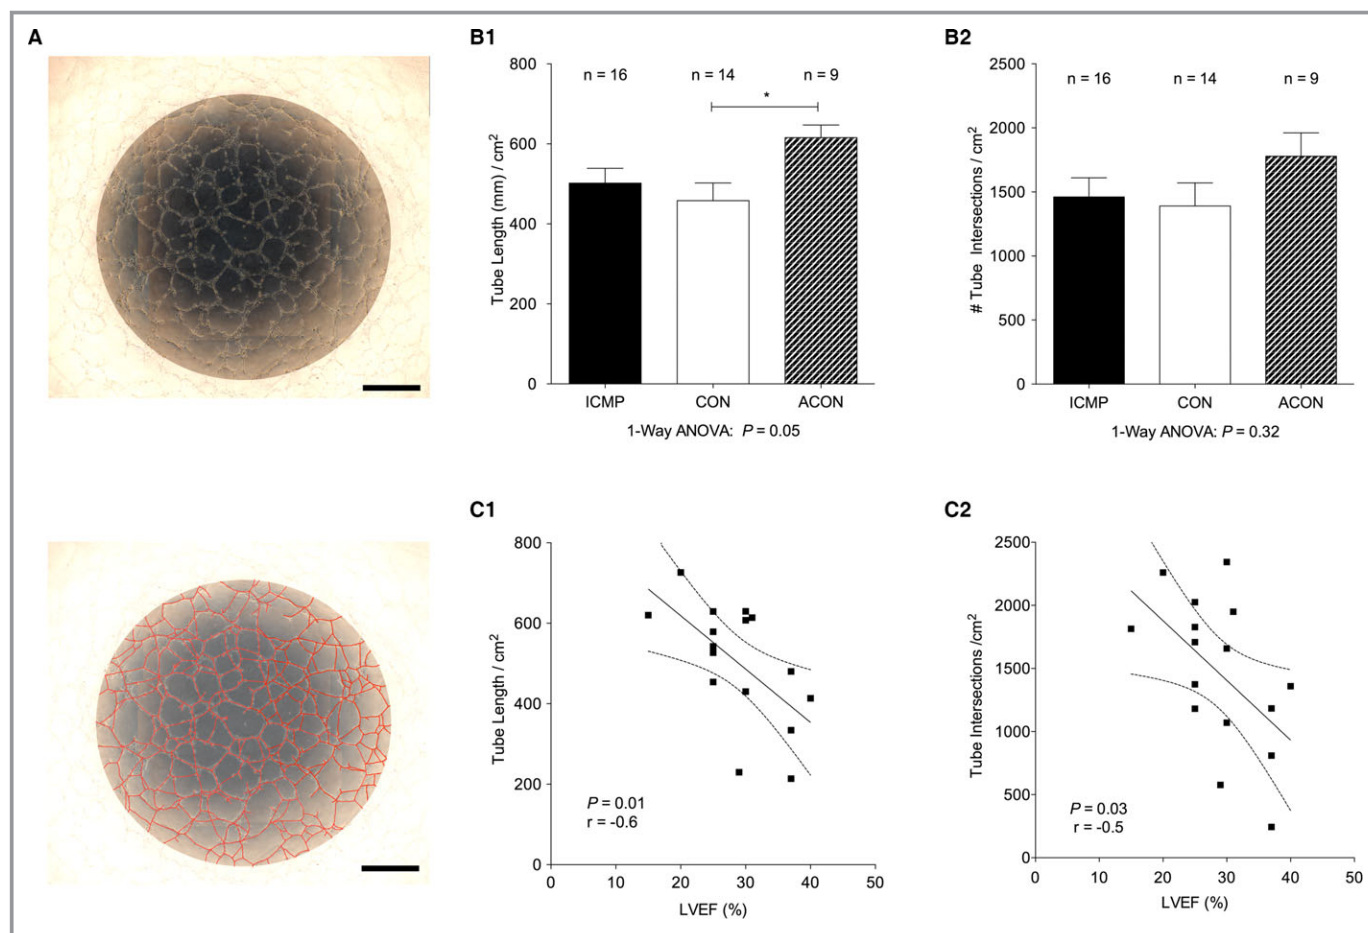 A
B1
800
600
400
200
0
Tube Length (mm) / cm²
n = 16
n = 14
n = 9
*
ICMP
CON
ACON
1-Way ANOVA: P = 0.05
B2
2500
2000
1500
1000
500
0
# Tube Intersections / cm²
n = 16
n = 14
n = 9
ICMP
CON
ACON
1-Way ANOVA: P = 0.32
C1
800
600
400
200
0
Tube Length / cm²
P = 0.01
r = -0.6
0
10
20
30
40
50
LVEF (%)
C2
2500
2000
1500
1000
500
0
Tube Intersections /cm²
P = 0.03
r = -0.5
0
10
20
30
40
50
LVEF (%)